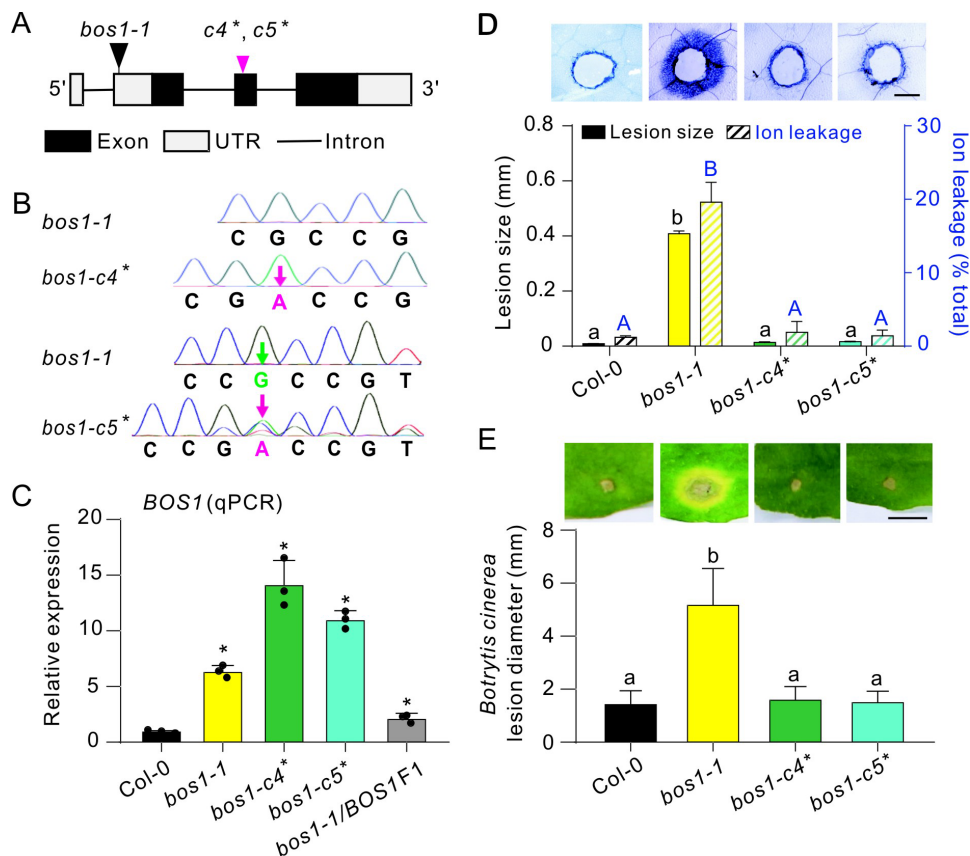 A
bos1-1
c4*, c5*
5'
3'
Exon
UTR
Intron
B
bos1-1
C G C C G
bos1-c4*
C G A C C G
bos1-1
C C G C C G T
bos1-c5*
C C G A C C G T
C
BOS1 (qPCR)
Relative expression
20
15
10
5
0
*
*
*
*
Col-0
bos1-1
bos1-c4*
bos1-c5*
bos1-1/BOS1F1
D
Lesion size (mm)
0.8
0.6
0.4
0.2
0
Lesion size
Ion leakage
a
A
b
B
a
A
a
A
30
20
10
0
Ion leakage (% total)
Col-0
bos1-1
bos1-c4*
bos1-c5*
E
Botrytis cinerea
lesion diameter (mm)
8
6
4
2
0
a
b
a
a
Col-0
bos1-1
bos1-c4*
bos1-c5*